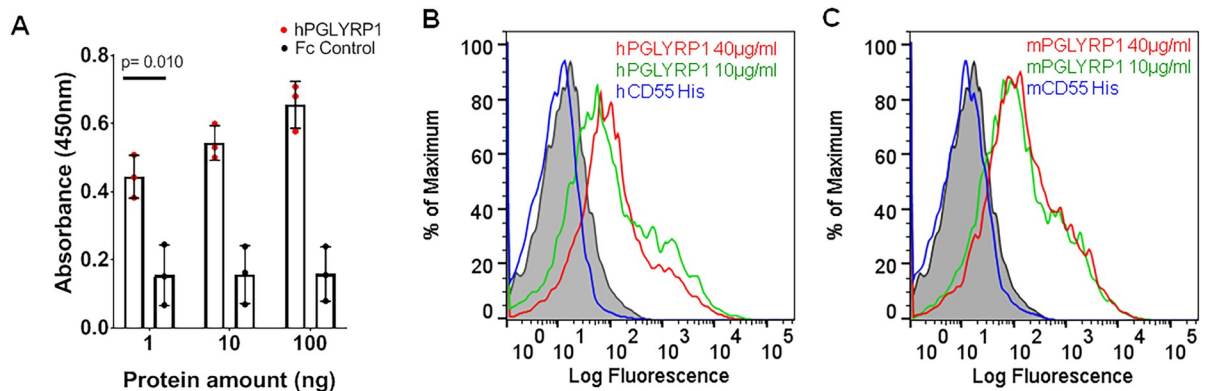 A
hPGLYRP1
Fc Control
p= 0.010
Absorbance (450nm)
0.8
0.6
0.4
0.2
0.0
1
10
100
Protein amount (ng)
B
hPGLYRP1 40µg/ml
hPGLYRP1 10µg/ml
hCD55 His
% of Maximum
100
80
60
40
20
0
10^0 10^1 10^2 10^3 10^4 10^5
Log Fluorescence
C
mPGLYRP1 40µg/ml
mPGLYRP1 10µg/ml
mCD55 His
% of Maximum
100
80
60
40
20
0
10^0 10^1 10^2 10^3 10^4 10^5
Log Fluorescence